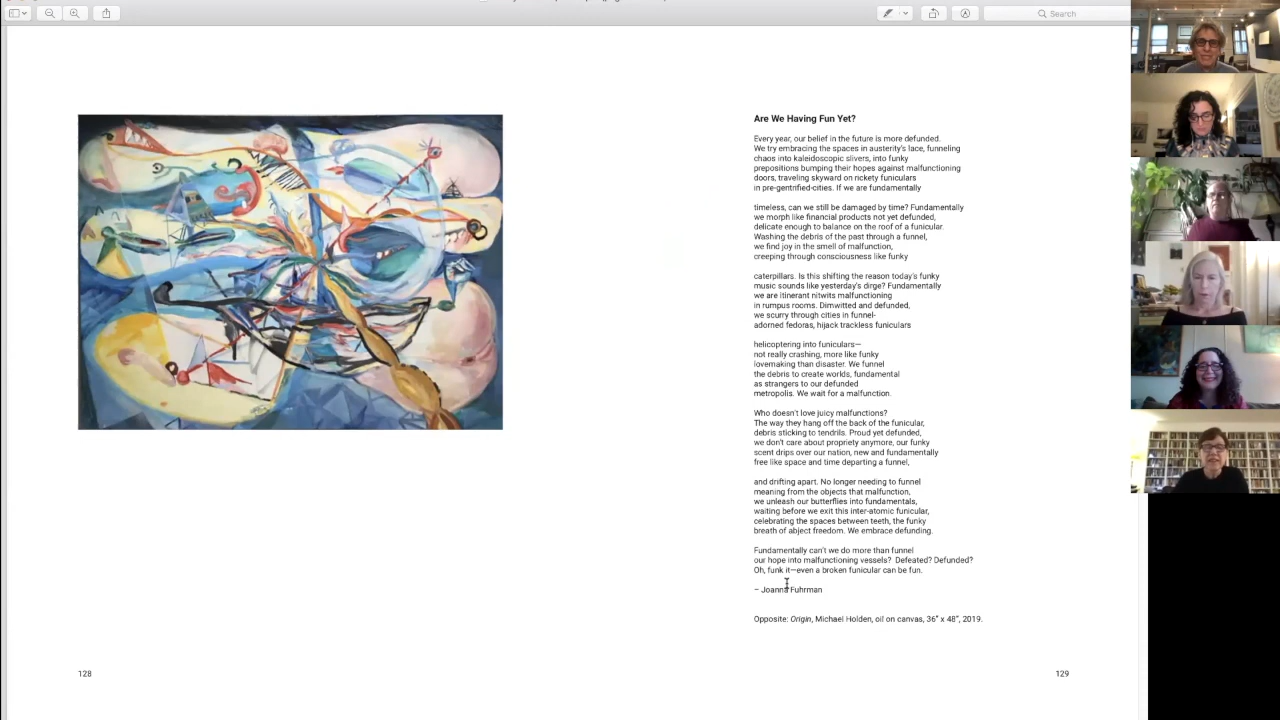 Search
Are We Having Fun Yet?
Every year, our belief in the future is more defunded.
We try embracing the spaces in austerity's lace, funneling
chaos into kaleidoscopic slivers, into funky
prepositions bumping their hopes against malfunctioning
doors, traveling skyward on rickety funiculars
in pre-gentrified-cities. If we are fundamentally
timeless, can we still be damaged by time? Fundamentally
we morph like financial products not yet defunded,
delicate enough to balance on the roof of a funicular.
Washing the debris of the past through a funnel,
we find joy in the smell of malfunction,
creeping through consciousness like funky
caterpillars. Is this shifting the reason today's funky
music sounds like yesterday's dirge? Fundamentally
we are itinerant nitwits malfunctioning
in rumpus rooms. Dimwitted and defunded,
we scurry through cities in funnel-
adorned fedoras, hijack trackless funiculars
helicoptering into funiculars—
not really crashing, more like funky
lovemaking than disaster. We funnel
the debris to create worlds, fundamental
as strangers to our defunded
metropolis. We wait for a malfunction.
Who doesn't love juicy malfunctions?
The way they hang off the back of the funicular,
debris sticking to tendrils. Proud yet defunded,
we don't care about propriety anymore, our funky
scent drips over our nation, new and fundamentally
free like space and time departing a funnel,
and drifting apart. No longer needing to funnel
meaning from the objects that malfunction,
we unleash our butterflies into fundamentals,
waiting before we exit this inter-atomic funicular,
celebrating the spaces between teeth, the funky
breath of abject freedom. We embrace defunding.
Fundamentally can't we do more than funnel
our hope into malfunctioning vessels? Defeated? Defunded?
Oh, funk it—even a broken funicular can be fun.
– Joanna Fuhrman
Opposite: Origin, Michael Holden, oil on canvas, 36" x 48", 2019.
128
129